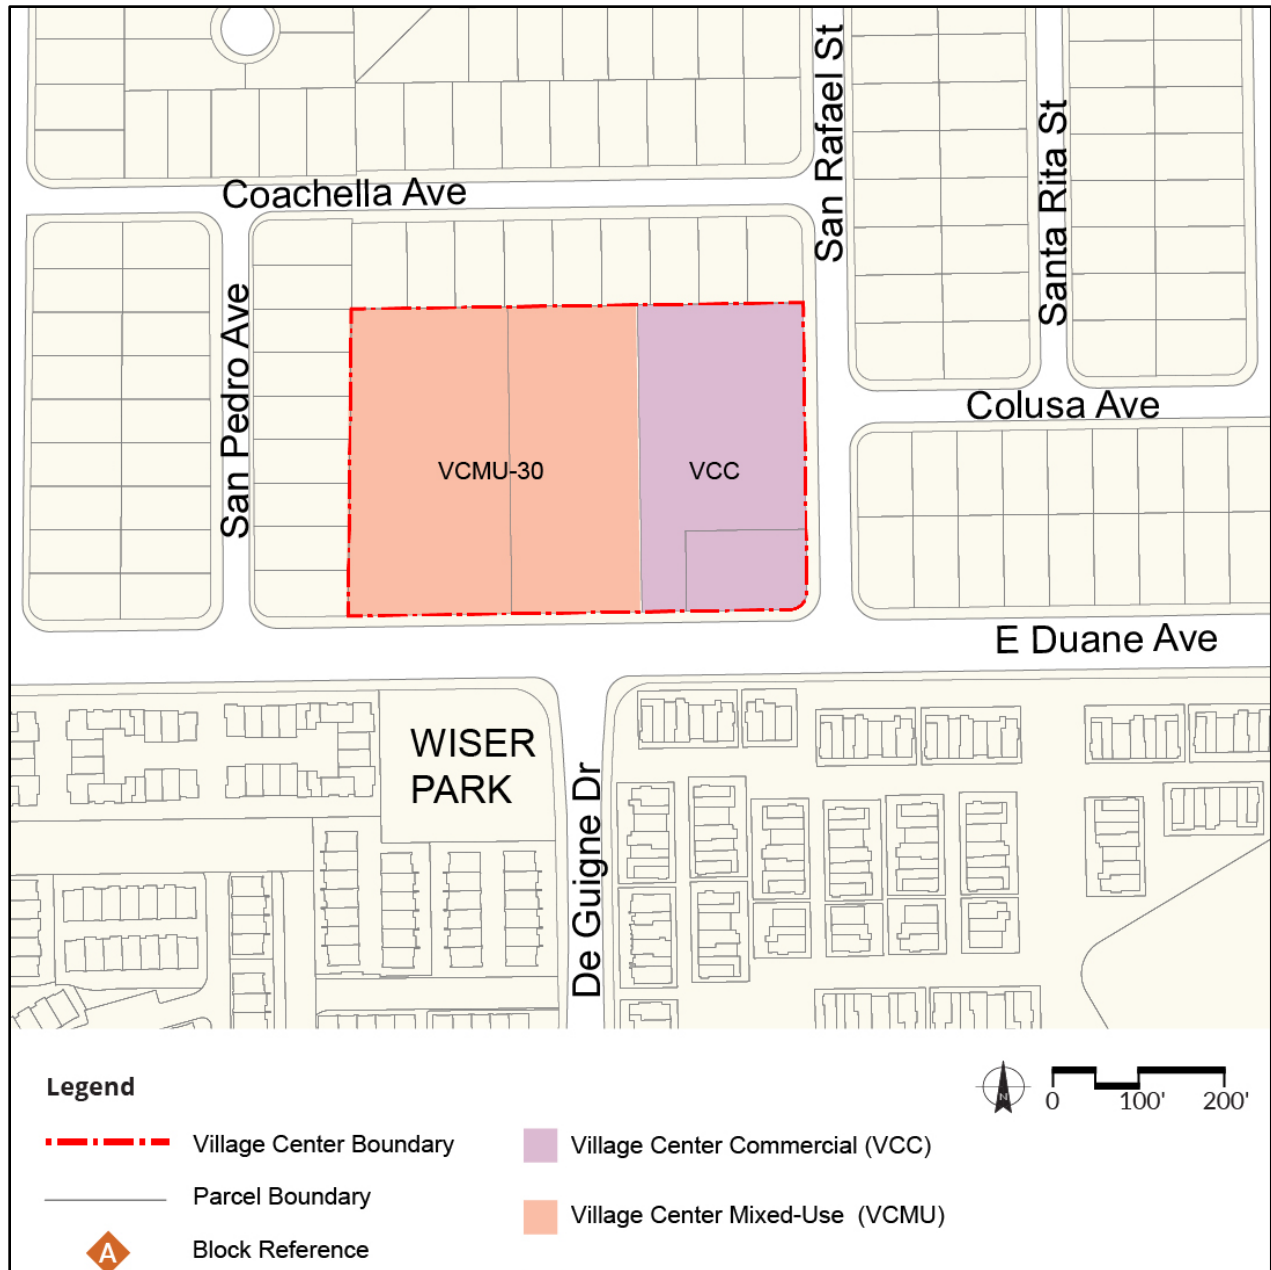 San Rafael St
Santa Rita St
Coachella Ave
San Pedro Ave
Colusa Ave
VCMU-30
VCC
E Duane Ave
WISER
PARK
De Guigne Dr
Legend
N
0 100' 200'
Village Center Boundary
Village Center Commercial (VCC)
Parcel Boundary
Village Center Mixed-Use (VCMU)
A
Block Reference